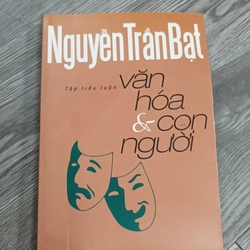 Nguyễn Trần Bạt
Tập tiểu luận
văn
hóa
& con
người